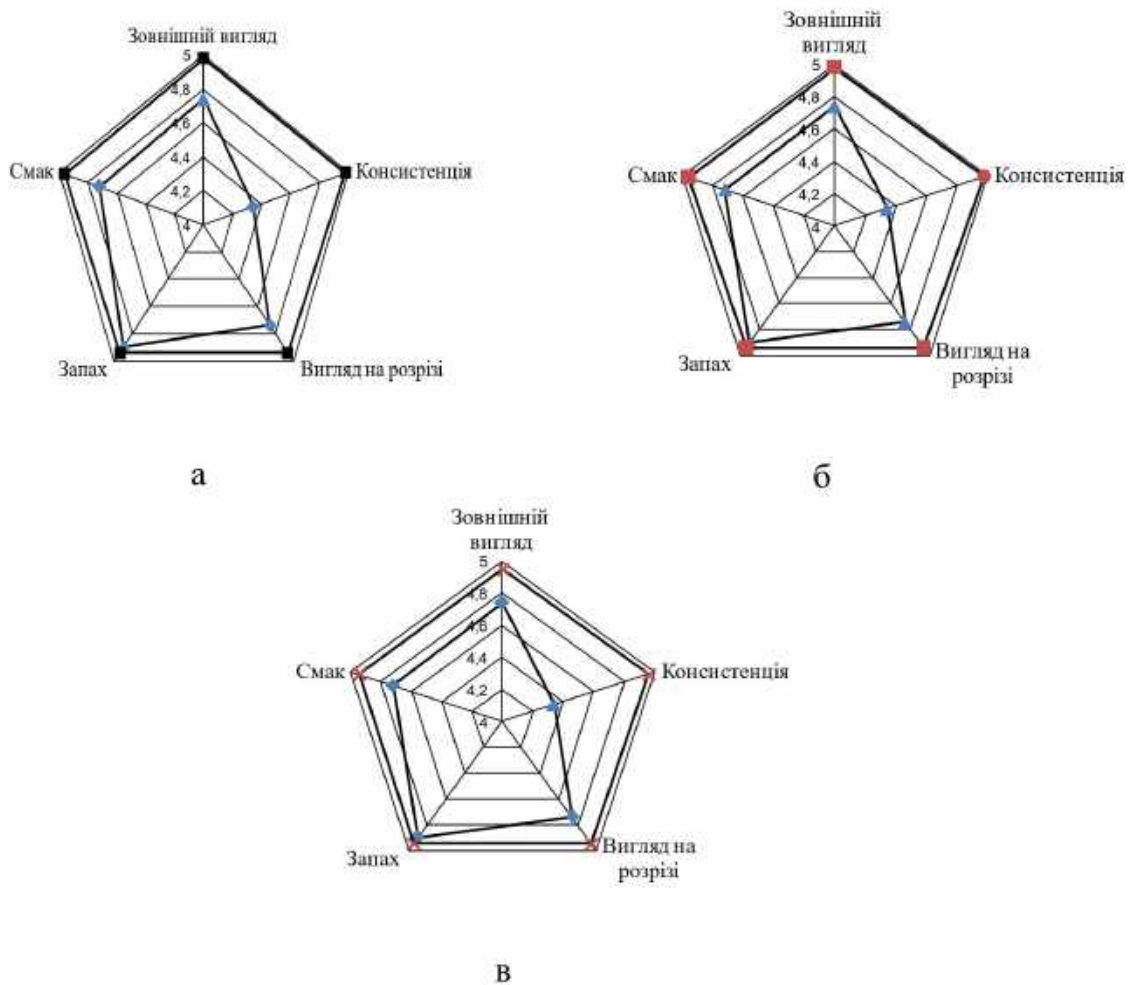 Зовнішній вигляд
5
4,8
4,6
4,4
4,2
4
Смак
Консистенція
Запах
Вигляд на розрізі
а
Зовнішній
вигляд
5
4,8
4,6
4,4
4,2
4
Смак
Консистенція
Запах
Вигляд на
розрізі
б
Зовнішній
вигляд
5
4,8
4,6
4,4
4,2
4
Смак
Консистенція
Запах
Вигляд на
розрізі
в